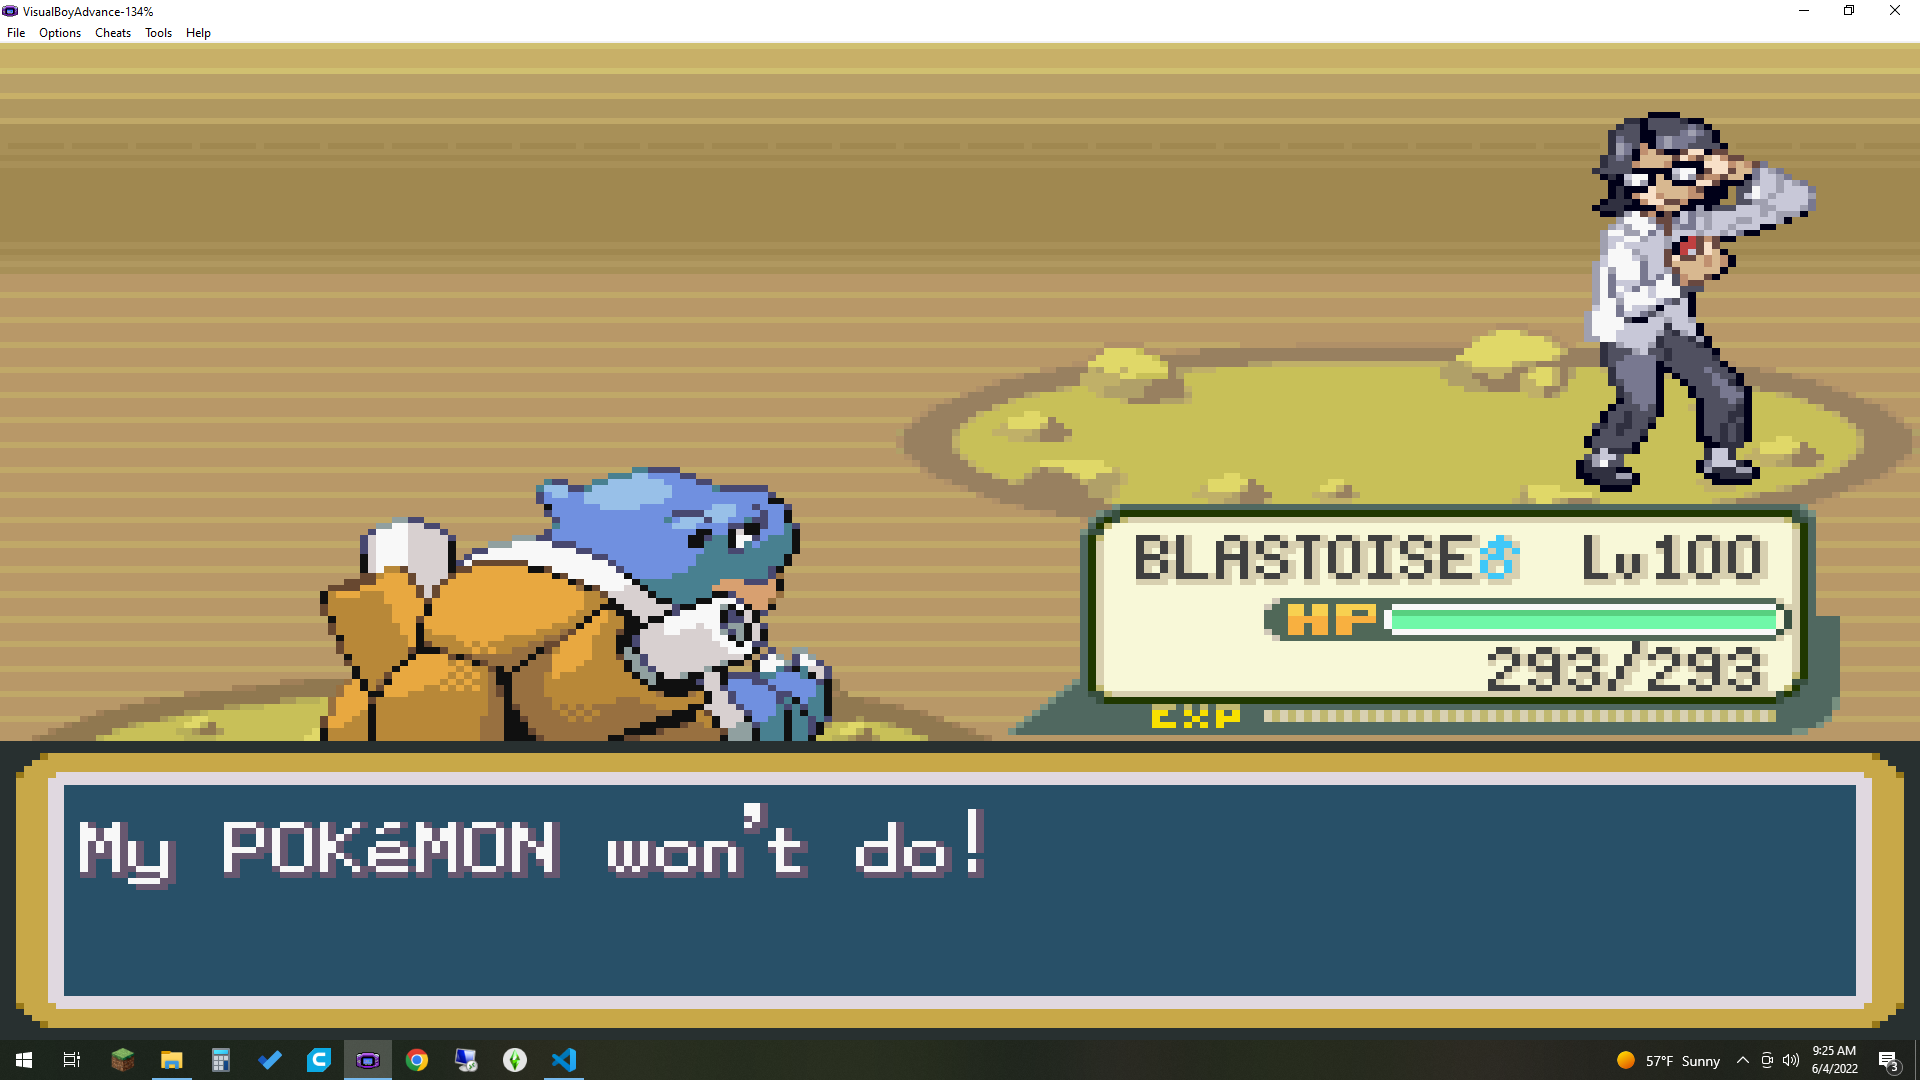 VisualBoyAdvance-134%
File Options Cheats Tools Help
BLASTOISE♂ Lv100
HP
293/293
EXP
My POKéMON won't do!
57°F Sunny
9:25 AM
6/4/2022
3